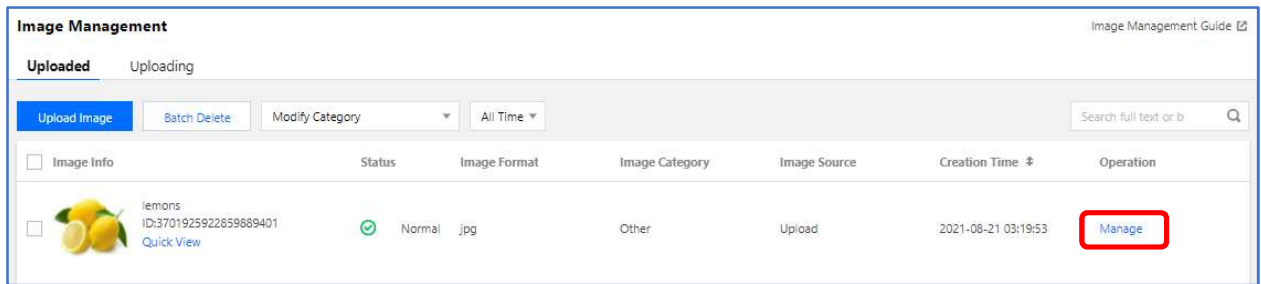 Image Management
Image Management Guide
Uploaded Uploading
Upload Image Batch Delete Modify Category All Time Search full text or b
Image Info Status Image Format Image Category Image Source Creation Time Operation
lemons
ID:3701925922859889401
Quick View
Normal jpg Other Upload 2021-08-21 03:19:53 Manage